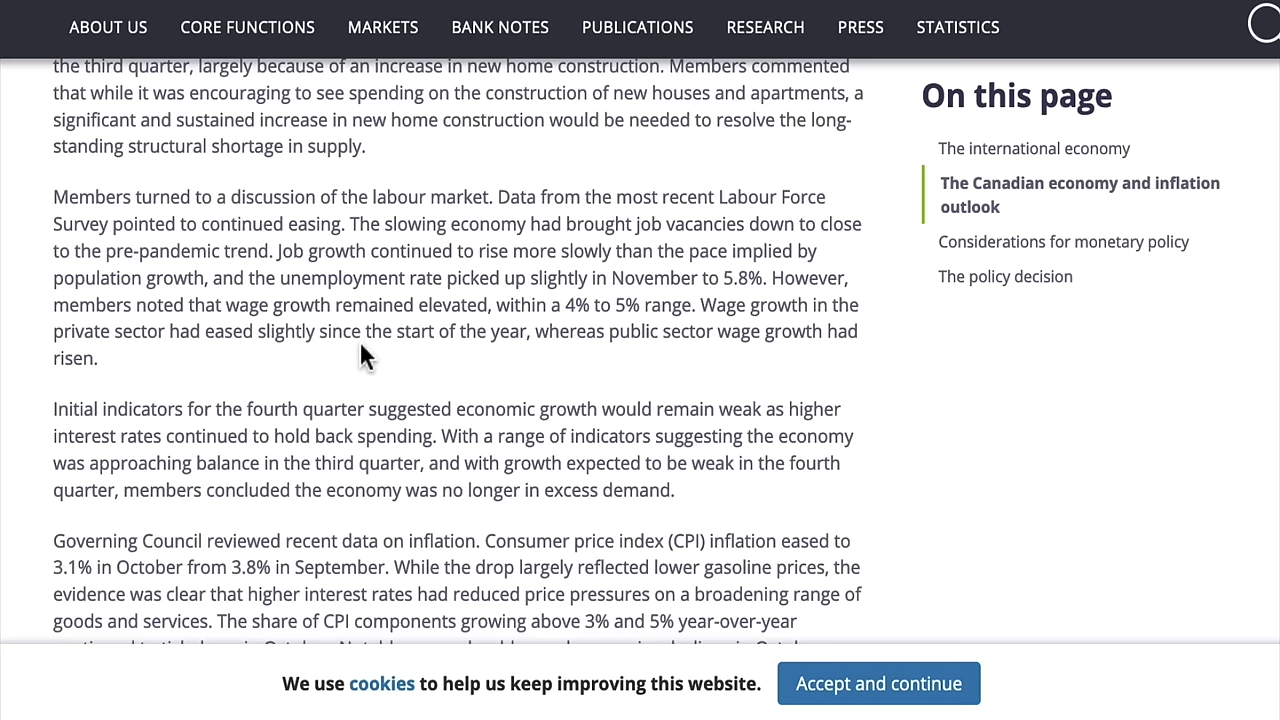 ABOUT US CORE FUNCTIONS MARKETS BANK NOTES PUBLICATIONS RESEARCH PRESS STATISTICS
the third quarter, largely because of an increase in new home construction. Members commented
that while it was encouraging to see spending on the construction of new houses and apartments, a
significant and sustained increase in new home construction would be needed to resolve the long-
standing structural shortage in supply.
Members turned to a discussion of the labour market. Data from the most recent Labour Force
Survey pointed to continued easing. The slowing economy had brought job vacancies down to close
to the pre-pandemic trend. Job growth continued to rise more slowly than the pace implied by
population growth, and the unemployment rate picked up slightly in November to 5.8%. However,
members noted that wage growth remained elevated, within a 4% to 5% range. Wage growth in the
private sector had eased slightly since the start of the year, whereas public sector wage growth had
risen.
Initial indicators for the fourth quarter suggested economic growth would remain weak as higher
interest rates continued to hold back spending. With a range of indicators suggesting the economy
was approaching balance in the third quarter, and with growth expected to be weak in the fourth
quarter, members concluded the economy was no longer in excess demand.
Governing Council reviewed recent data on inflation. Consumer price index (CPI) inflation eased to
3.1% in October from 3.8% in September. While the drop largely reflected lower gasoline prices, the
evidence was clear that higher interest rates had reduced price pressures on a broadening range of
goods and services. The share of CPI components growing above 3% and 5% year-over-year
On this page
The international economy
The Canadian economy and inflation
outlook
Considerations for monetary policy
The policy decision
We use cookies to help us keep improving this website. Accept and continue